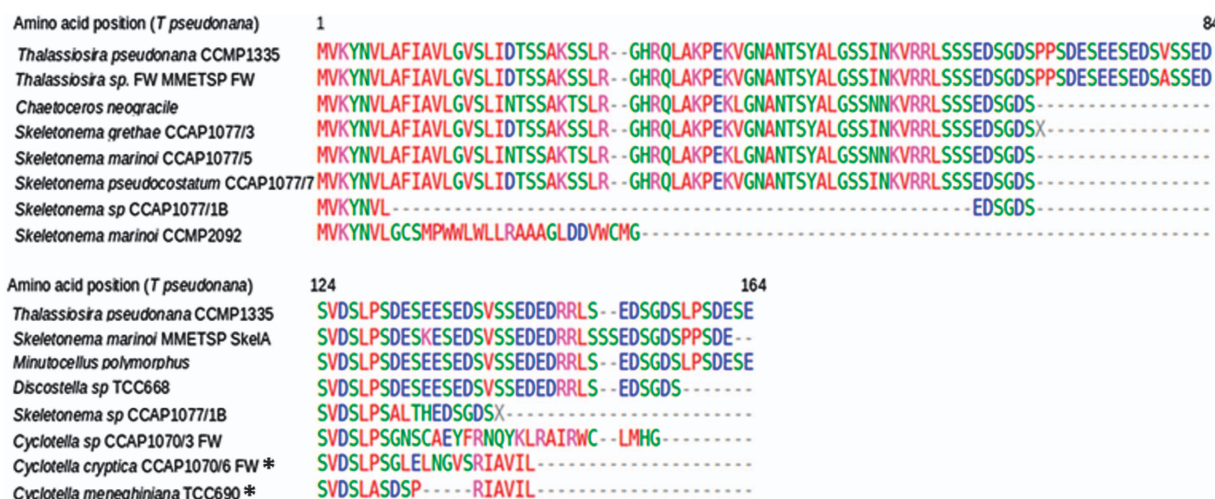 Amino acid position (T pseudonana) 1 84
Thalassiosira pseudonana CCMP1335 MVKYNVLAFIAVLGVSLIDTSSAKSSLR--GHRQLAKPEKVGNANTSYALGSSINKVRRLSSSEDSGDSPPSDESEESEDSVSSED
Thalassiosira sp. FW MMETSP FW MVKYNVLAFIAVLGVSLIDTSSAKSSLR--GHRQLAKPEKVGNANTSYALGSSINKVRRLSSSEDSGDSPPSDESEESEDSASSED
Chaetoceros neogracile MVKYNVLAFIAVLGVSLINTSSAKTSLR--GHRQLAKPEKLGNANTSYALGSSNNKVRRLSSSEDSGDS-----------------
Skeletonema grethae CCAP1077/3 MVKYNVLAFIAVLGVSLIDTSSAKSSLR--GHRQLAKPEKVGNANTSYALGSSINKVRRLSSSEDSGDSX----------------
Skeletonema marinoi CCAP1077/5 MVKYNVLAFIAVLGVSLINTSSAKTSLR--GHRQLAKPEKLGNANTSYALGSSNNKVRRLSSSEDSGDS-----------------
Skeletonema pseudocostatum CCAP1077/7 MVKYNVLAFIAVLGVSLIDTSSAKSSLR--GHRQLAKPEKVGNANTSYALGSSINKVRRLSSSEDSGDS-----------------
Skeletonema sp CCAP1077/1B MVKYNVL--------------------------------------------------------EDSGDS-----------------
Skeletonema marinoi CCMP2092 MVKYNVLGCSMPWWLWLLRAAAGLDDVWCMG-------------------------------------------------------
Amino acid position (T pseudonana) 124 164
Thalassiosira pseudonana CCMP1335 SVDSLPSDESEESEDSVSSEDEDRRLS--EDSGDSLPSDESE
Skeletonema marinoi MMETSP SkelA SVDSLPSDESKESEDSVSSEDEDRRLSSSEDSGDSPPSDE--
Minutocellus polymorphus SVDSLPSDESEESEDSVSSEDEDRRLS--EDSGDSLPSDESE
Discostella sp TCC668 SVDSLPSDESEESEDSVSSEDEDRRLS--EDSGDS-------
Skeletonema sp CCAP1077/1B SVDSLPSALTHEDSGDSX------------------------
Cyclotella sp CCAP1070/3 FW SVDSLPSGNSCAEYFRNQYKLRAIRWC--LMHG---------
Cyclotella cryptica CCAP1070/6 FW * SVDSLPSGLELNGVSRIAVIL---------------------
Cyclotella meneghiniana TCC690 * SVDSLASDSP-----RIAVIL---------------------